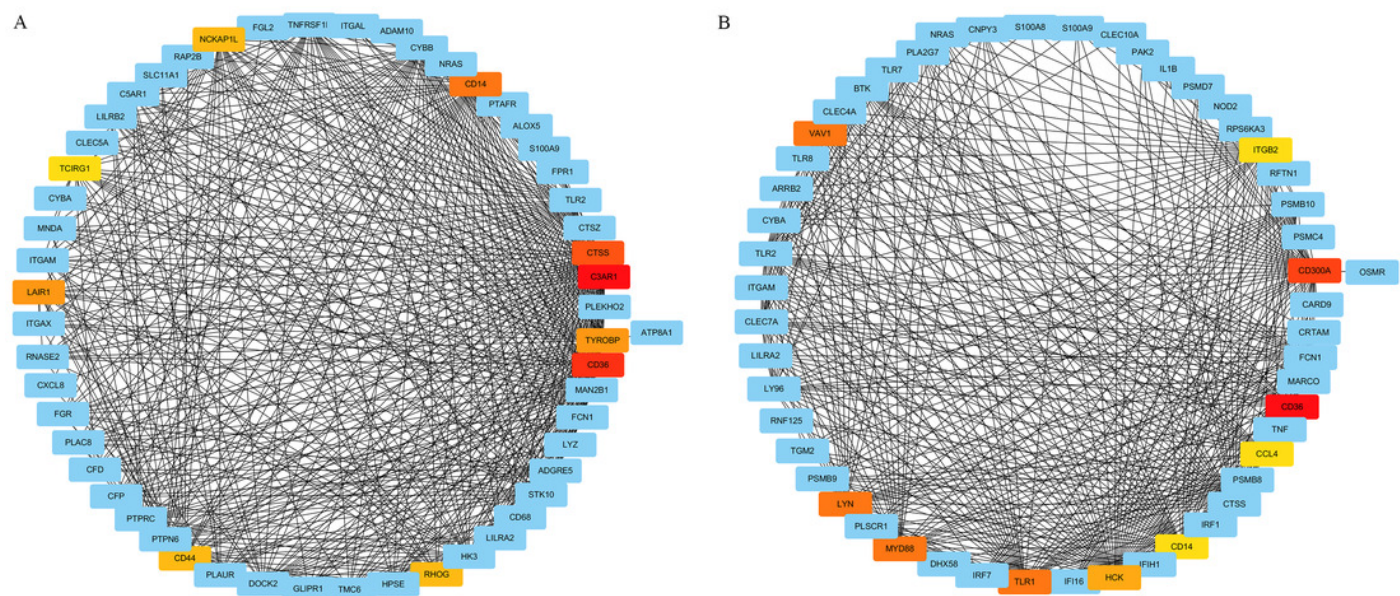 A
TNFRSF1
ITGAL
ADAM10
CYBB
NRAS
CD14
PTAFR
ALOX5
S100A9
FPR1
TLR2
CTSZ
CTSS
C3AR1
PLEKHO2
TYROBP
ATP8A1
CD36
MAN2B1
FCN1
LYZ
ADGRE5
STK10
CD68
LILRA2
HK3
RHOG
HPSE
TMC6
GLIPR1
DOCK2
PLAUR
CD44
PTPN6
PTPRC
CFP
CFD
PLAC8
FGR
CXCL8
RNASE2
ITGAX
LAIR1
ITGAM
MNDA
CYBA
TCIRG1
CLEC5A
LILRB2
C5AR1
SLC11A1
RAP2B
NCKAP1L
FGL2
B
S100A8
S100A9
CLEC10A
PAK2
IL1B
PSMD7
NOD2
RPS6KA3
ITGB2
RFTN1
PSMB10
PSMC4
CD300A
OSMR
CARD9
CRTAM
FCN1
MARCO
CD36
TNF
CCL4
PSMB8
CTSS
IRF1
CD14
IFIH1
HCK
IFI16
TLR1
IRF7
DHX58
MYD88
PLSCR1
LYN
PSMB9
TGM2
RNF125
LY96
LILRA2
CLEC7A
ITGAM
TLR2
CYBA
ARRB2
TLR8
VAV1
CLEC4A
BTK
TLR7
PLA2G7
NRAS
CNPY3